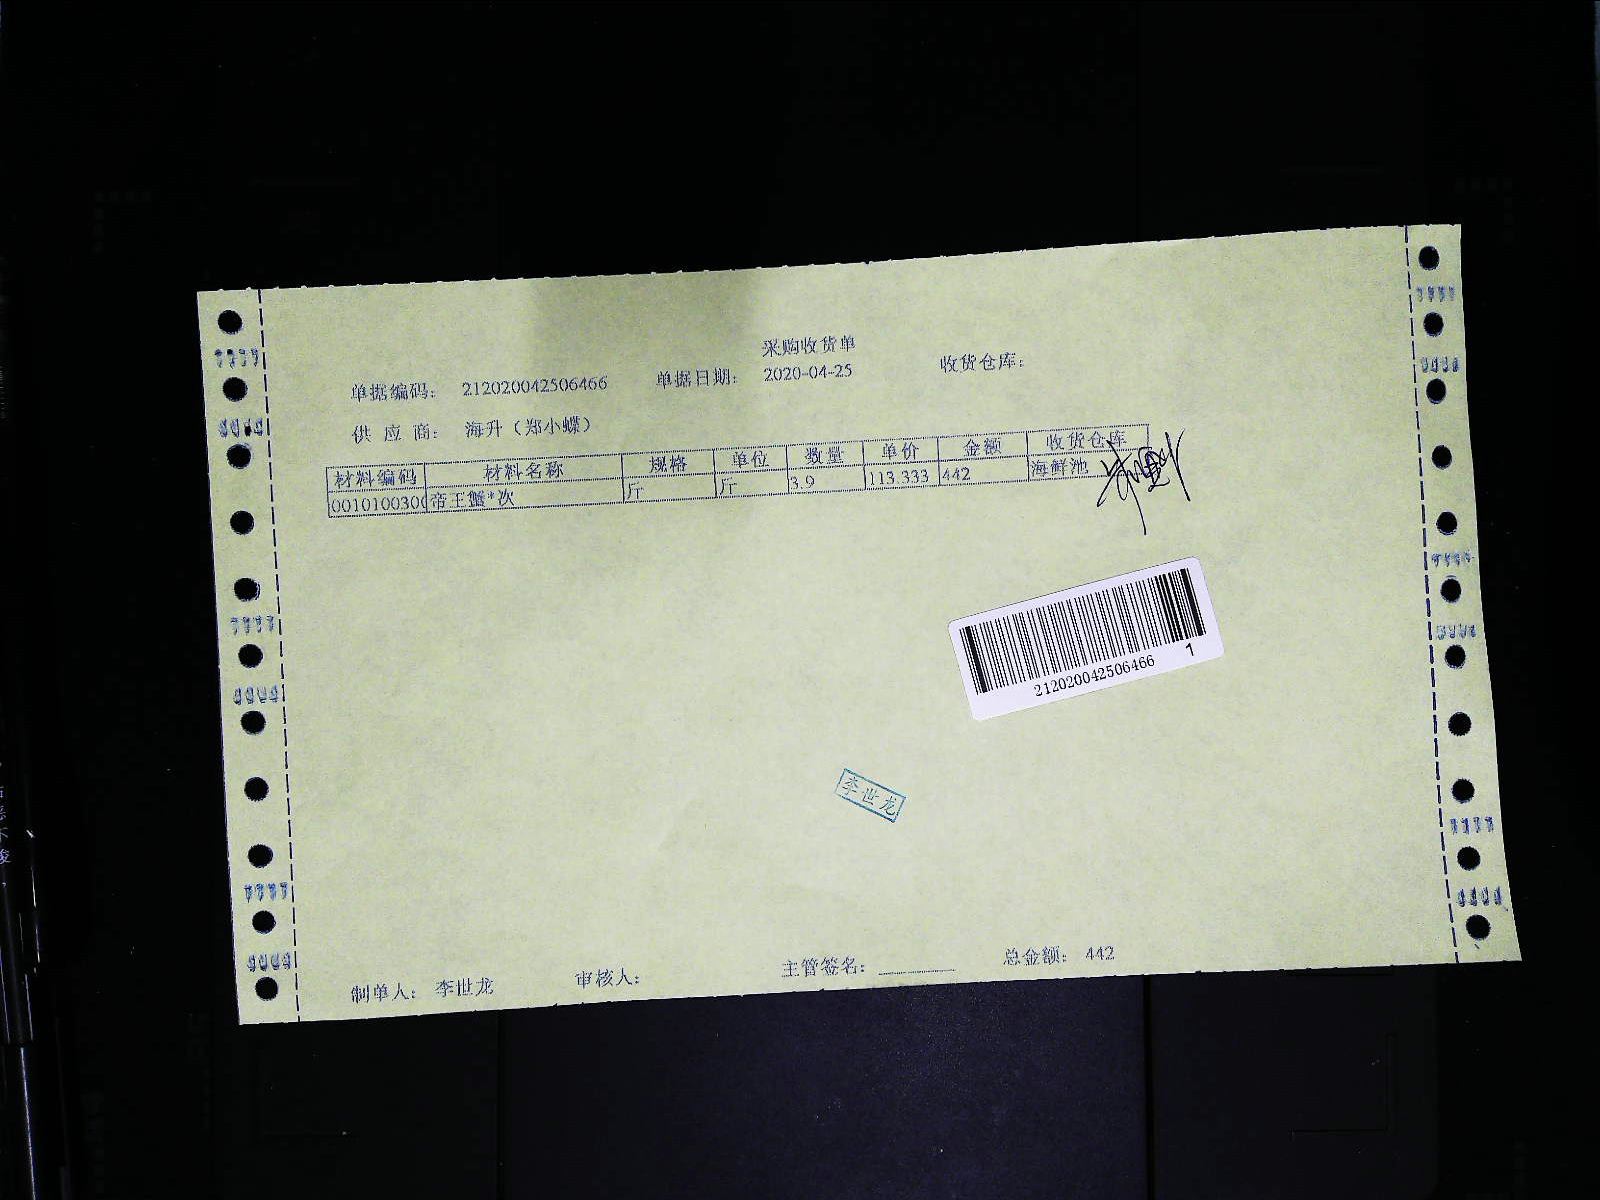 采购收货单
单据编码: 212020042506466 单据日期: 2020-04-25 收货仓库:
供 应 商: 海升（郑小蝶）
材料编码 材料名称 规格 单位 数量 单价 金额 收货仓库
0010100300 帝王蟹*次 斤 斤 3.9 113.333 442 海鲜池
212020042506466 1
李世龙
制单人: 李世龙 审核人: 主管签名: 总金额: 442